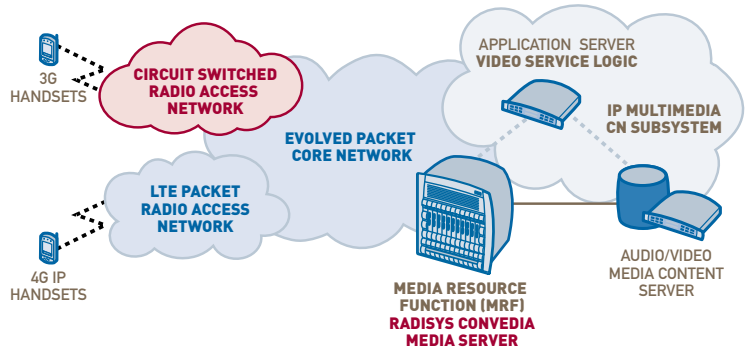 3G
HANDSETS
CIRCUIT SWITCHED
RADIO ACCESS
NETWORK
APPLICATION SERVER
VIDEO SERVICE LOGIC
IP MULTIMEDIA
CN SUBSYSTEM
EVOLVED PACKET
CORE NETWORK
LTE PACKET
RADIO ACCESS
NETWORK
4G IP
HANDSETS
AUDIO/VIDEO
MEDIA CONTENT
SERVER
MEDIA RESOURCE
FUNCTION (MRF)
RADISYS CONVEDIA
MEDIA SERVER